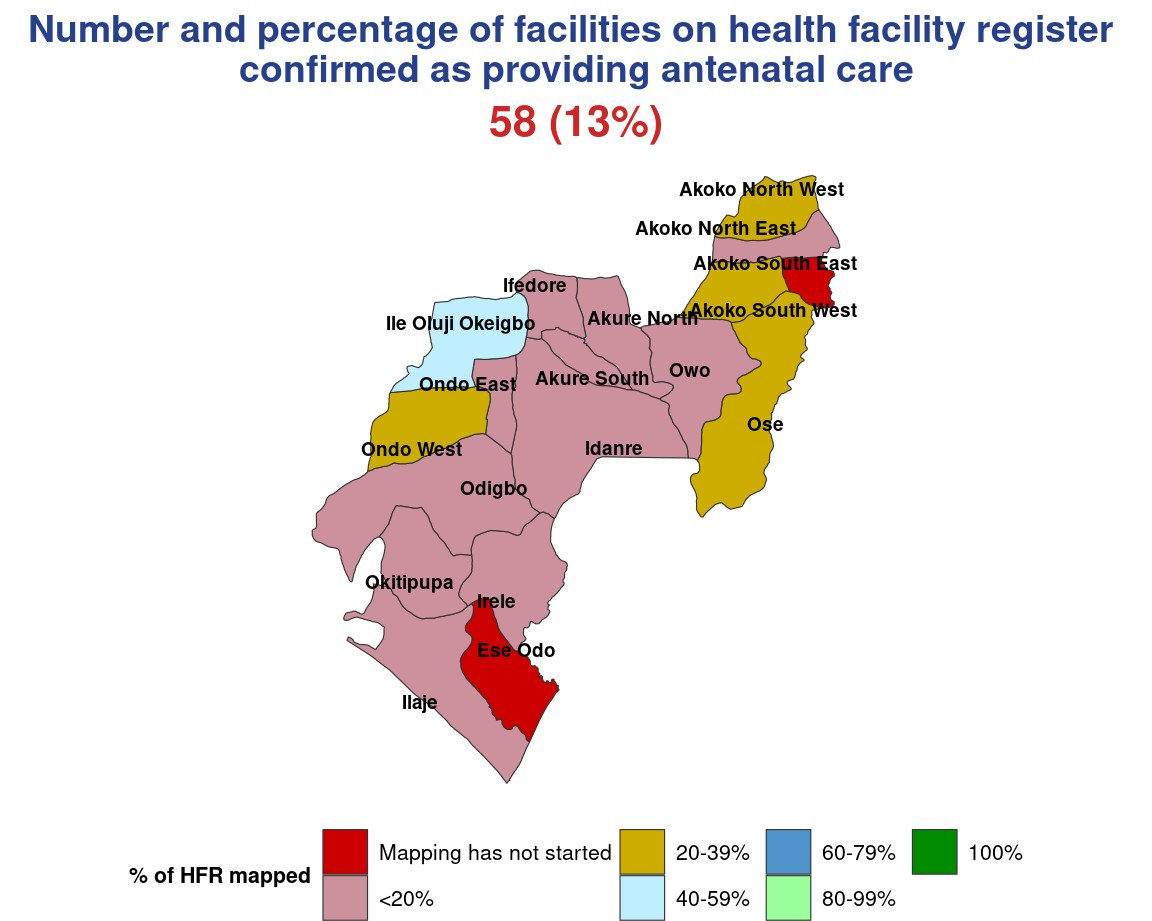 Number and percentage of facilities on health facility register
confirmed as providing antenatal care
58 (13%)
Akoko North West
Akoko North East
Akoko South East
Ifedore
Akoko South West
Ile Oluji Okeigbo
Akure North
Owo
Ondo East
Akure South
Ose
Ondo West
Idanre
Odigbo
Okitipupa
Irele
Ese Odo
Ilaje
% of HFR mapped
Mapping has not started
<20%
20-39%
40-59%
60-79%
80-99%
100%